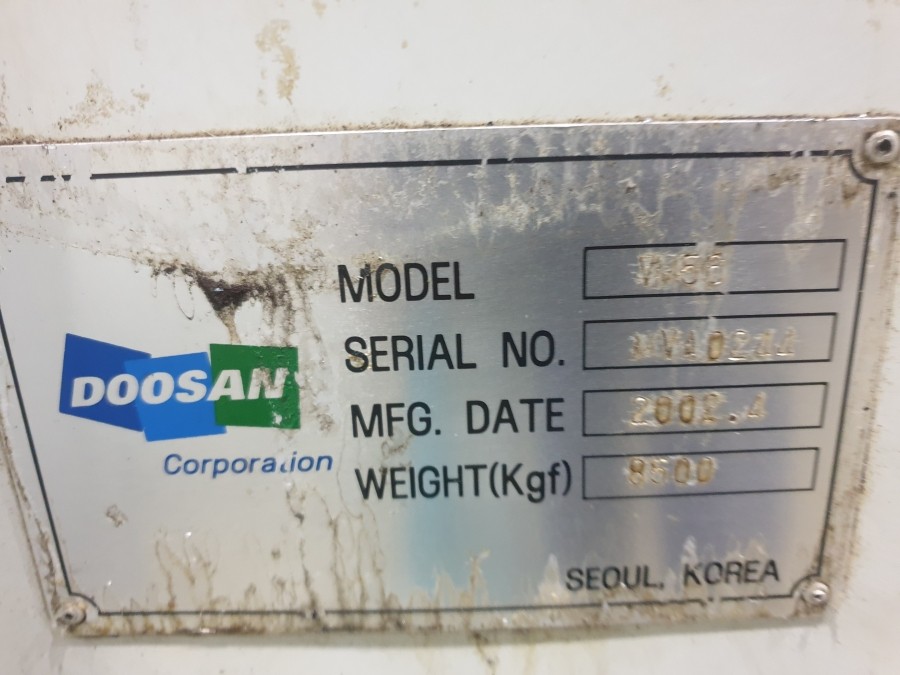 MODEL
SERIAL NO.
MFG. DATE 2002.4
WEIGHT(Kgf) 8500
DOOSAN
Corporation
SEOUL, KOREA